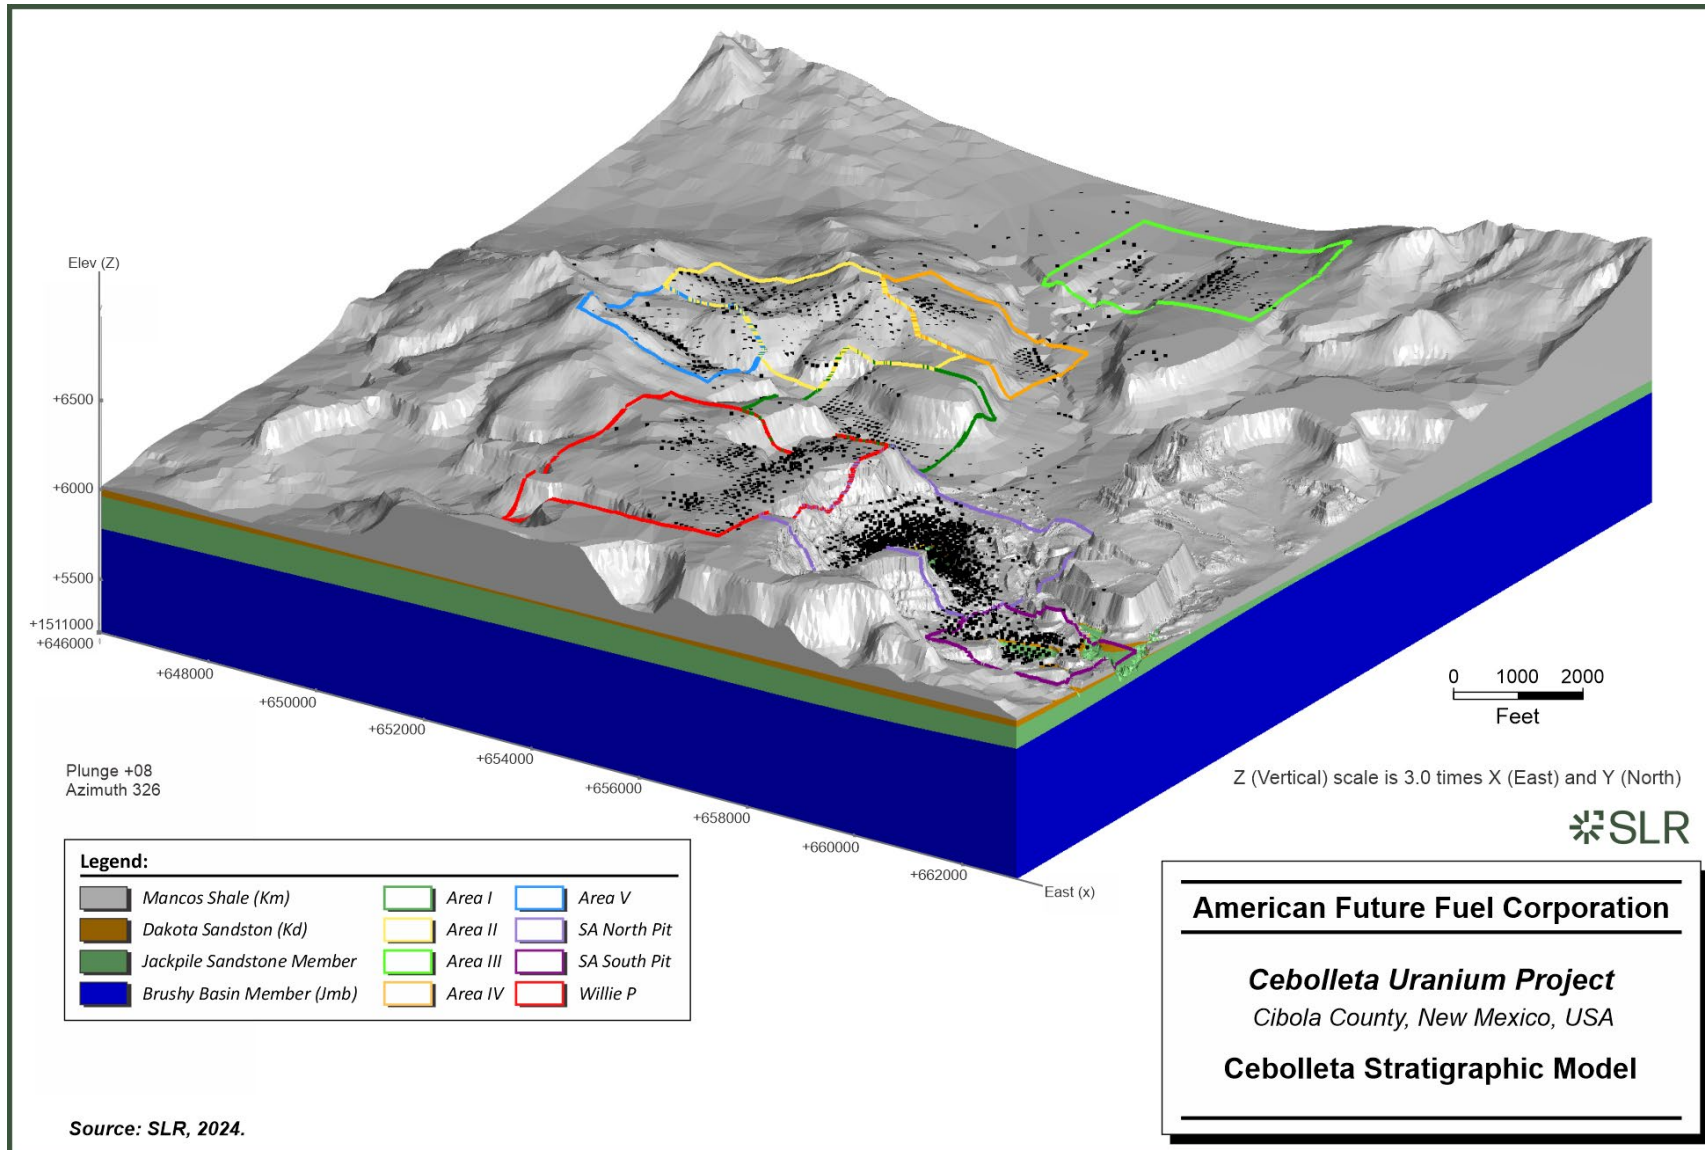 Elev (Z)
+6500
+6000
+5500
+1511000
+646000
+648000
+650000
+652000
+654000
+656000
+658000
+660000
+662000
East (x)
0 1000 2000
Feet
Plunge +08
Azimuth 326
Z (Vertical) scale is 3.0 times X (East) and Y (North)
SLR
Legend:
Mancos Shale (Km)
Dakota Sandston (Kd)
Jackpile Sandstone Member
Brushy Basin Member (Jmb)
Area I
Area II
Area III
Area IV
Area V
SA North Pit
SA South Pit
Willie P
American Future Fuel Corporation
Cebolleta Uranium Project
Cibola County, New Mexico, USA
Cebolleta Stratigraphic Model
Source: SLR, 2024.